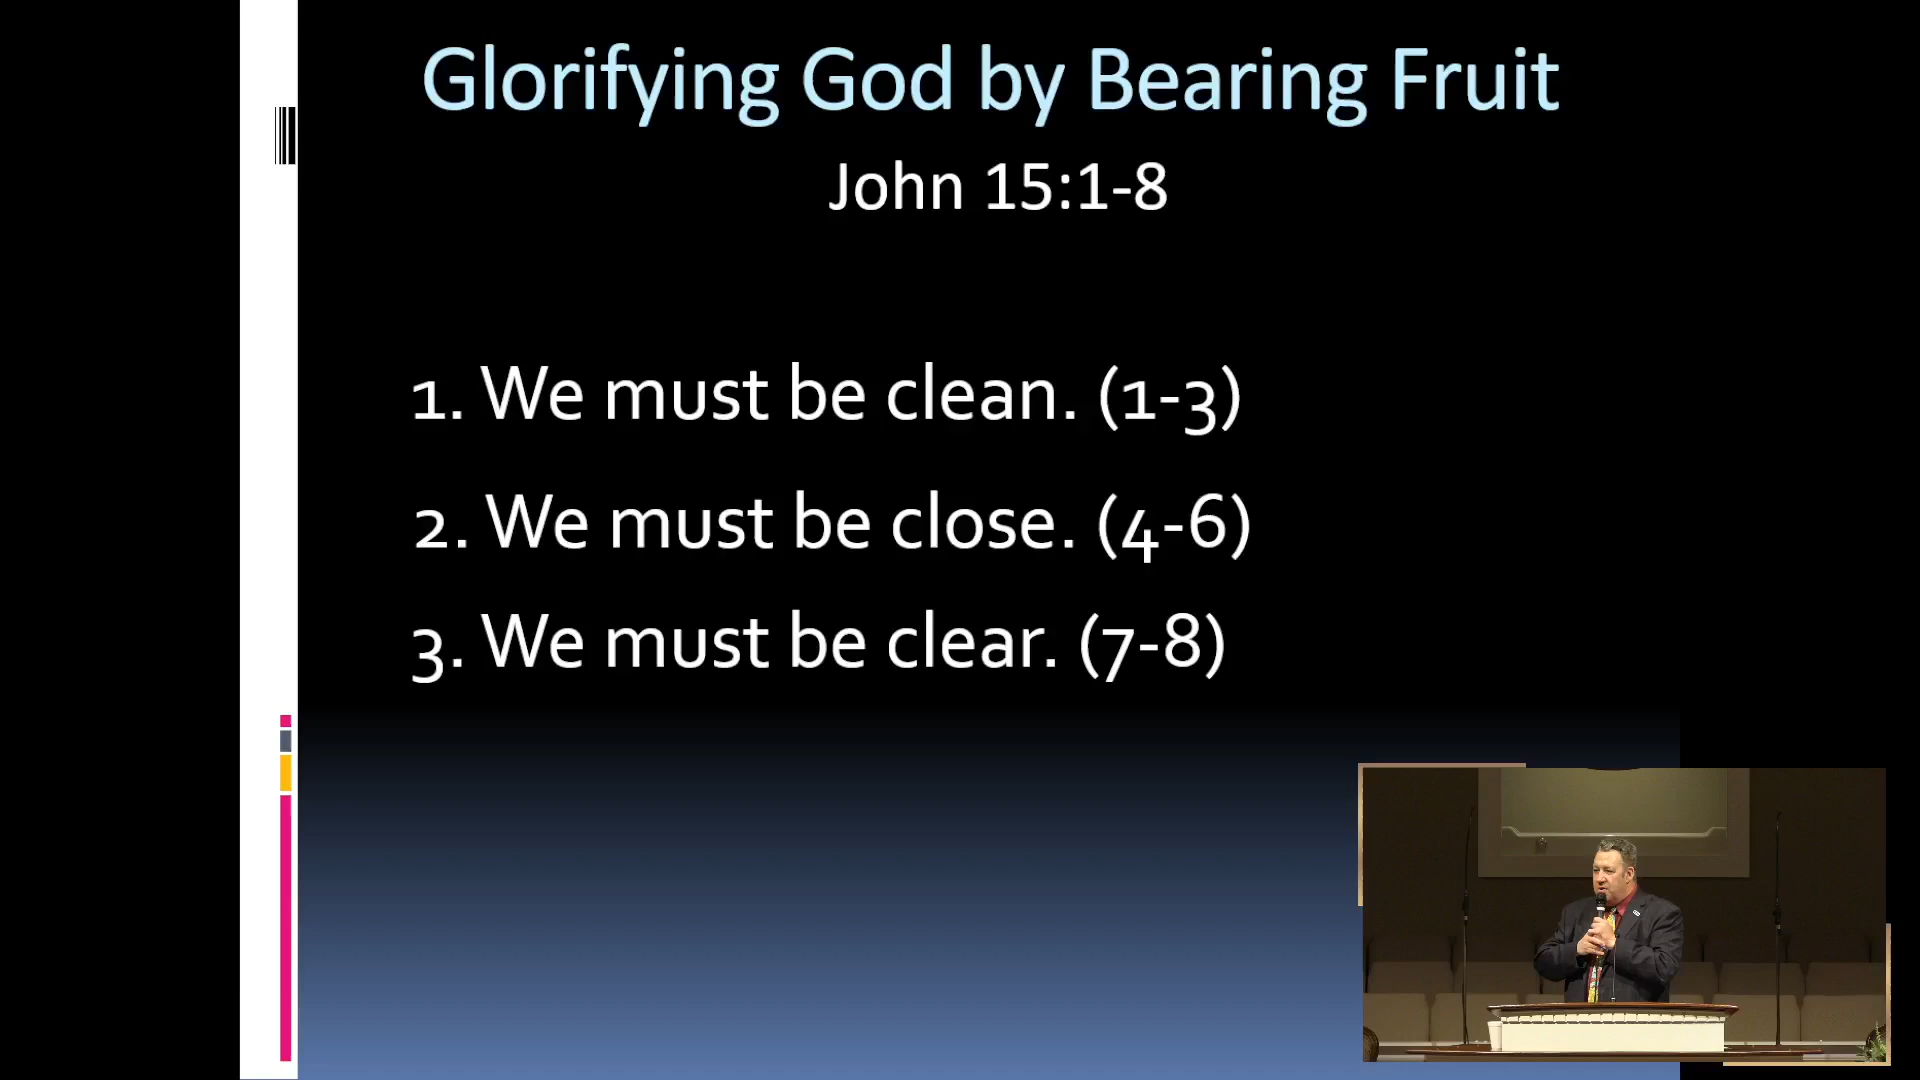 Glorifying God by Bearing Fruit
John 15:1-8
1. We must be clean. (1-3)
2. We must be close. (4-6)
3. We must be clear. (7-8)